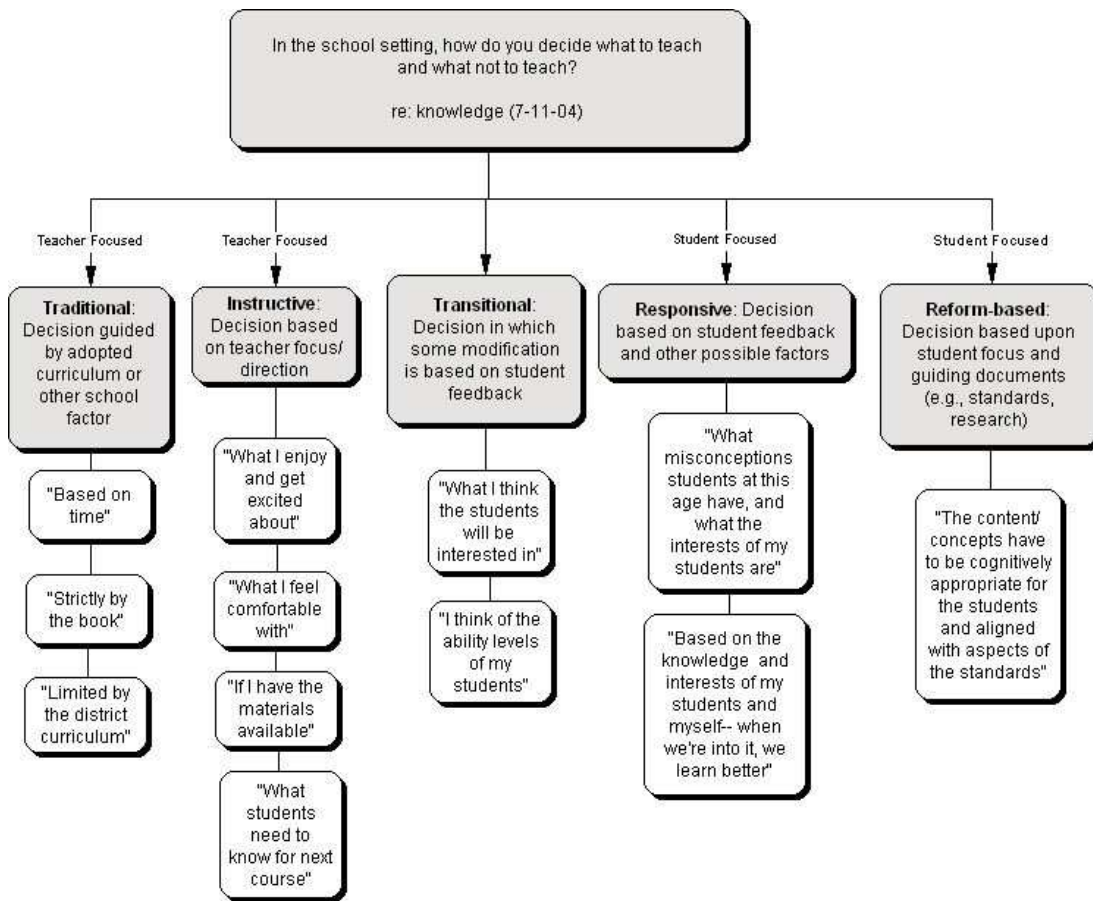 In the school setting, how do you decide what to teach
and what not to teach?
re: knowledge (7-11-04)
Teacher Focused
Teacher Focused
Student Focused
Student Focused
Traditional:
Decision guided
by adopted
curriculum or
other school
factor
"Based on
time"
"Strictly by
the book"
"Limited by
the district
curriculum"
Instructive:
Decision based
on teacher focus/
direction
"What I enjoy
and get
excited
about"
"What I feel
comfortable
with"
"If I have the
materials
available"
"What
students
need to
know for next
course"
Transitional:
Decision in which
some modification
is based on student
feedback
"What I think
the students
will be
interested in"
"I think of the
ability levels
of my
students"
Responsive: Decision
based on student feedback
and other possible factors
"What
misconceptions
students at this
age have, and
what the
interests of my
students are"
"Based on the
knowledge and
interests of my
students and
myself-- when
we're into it, we
learn better"
Reform-based:
Decision based upon
student focus and
guiding documents
(e.g., standards,
research)
"The content/
concepts have
to be cognitively
appropriate for
the students
and aligned
with aspects of
the standards"